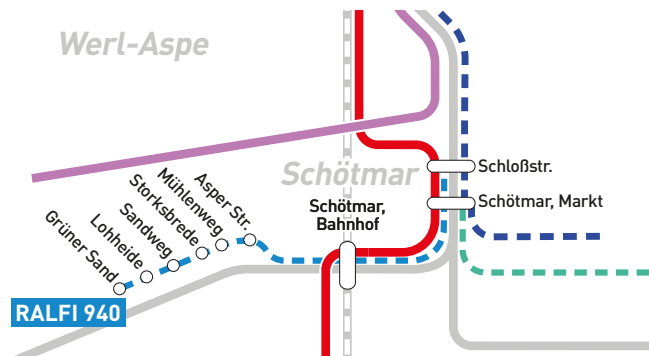 Werl-Aspe
Schötmar
Schloßstr.
Schötmar, Markt
Schötmar,
Bahnhof
Asper Str.
Mühlenweg
Storksbrede
Sandweg
Lohheide
Grüner Sand
RALFI 940